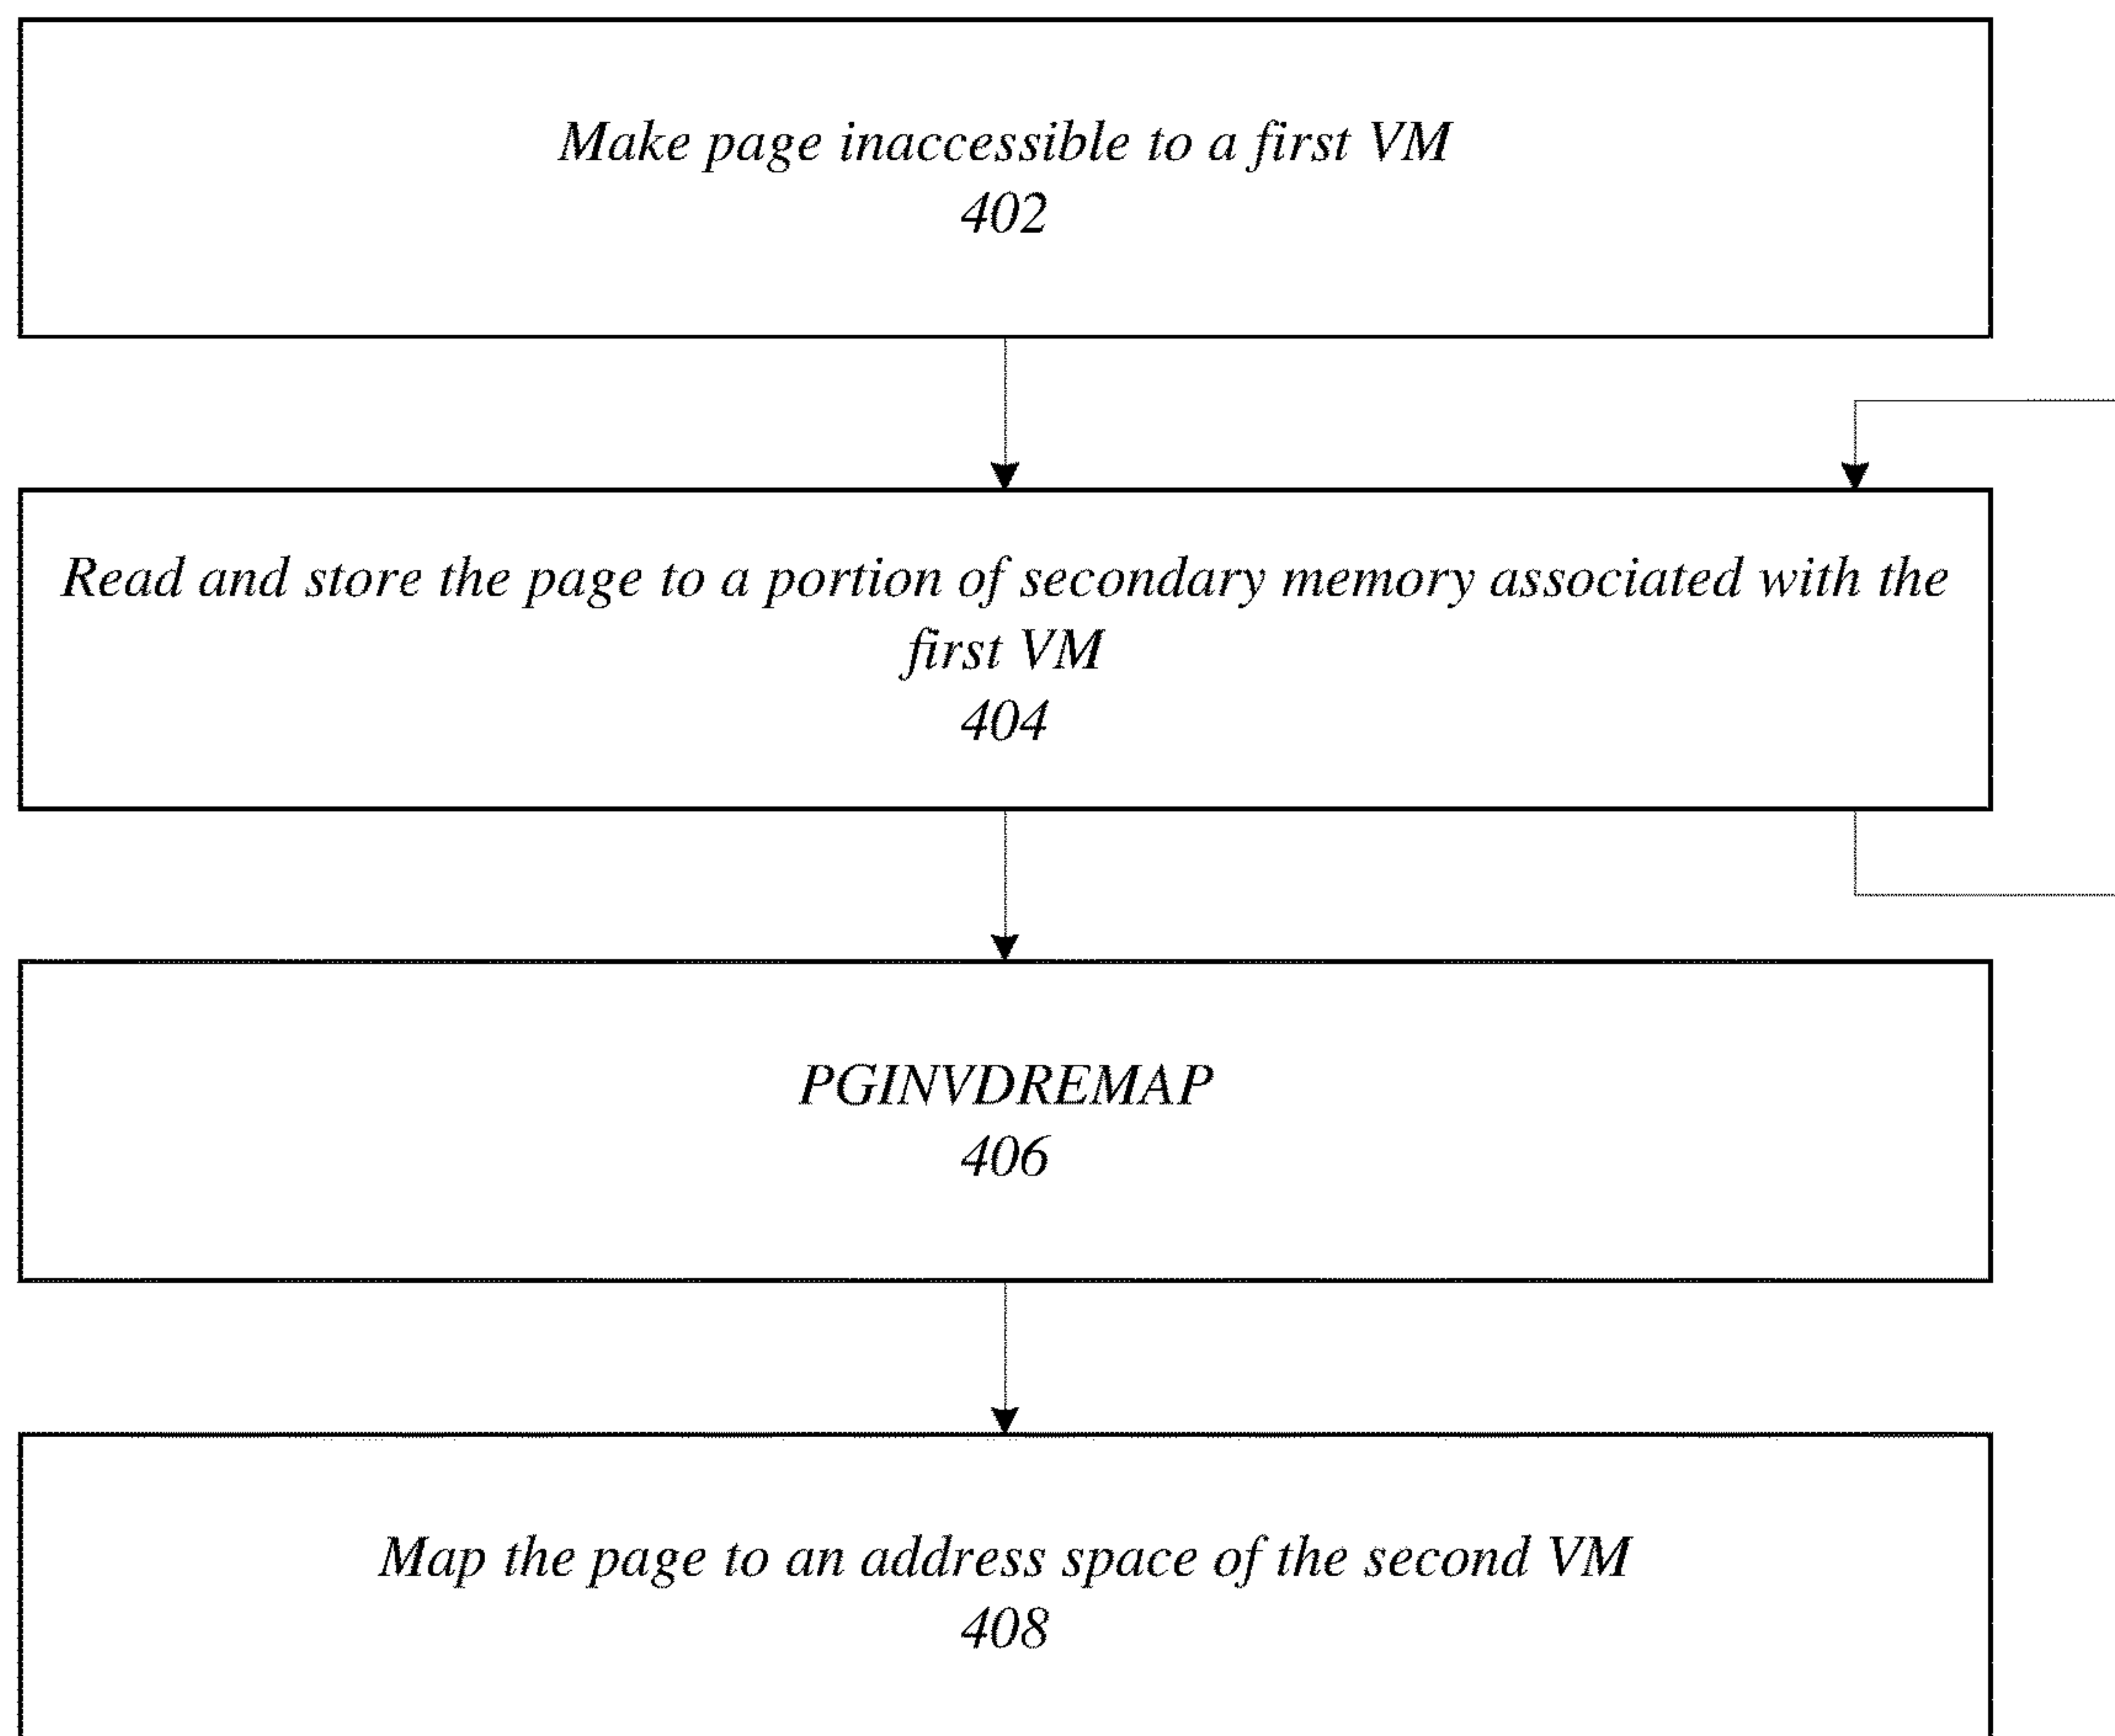 Make page inaccessible to a first VM
402
Read and store the page to a portion of secondary memory associated with the
first VM
404
PGINVDREMAP
406
Map the page to an address space of the second VM
408